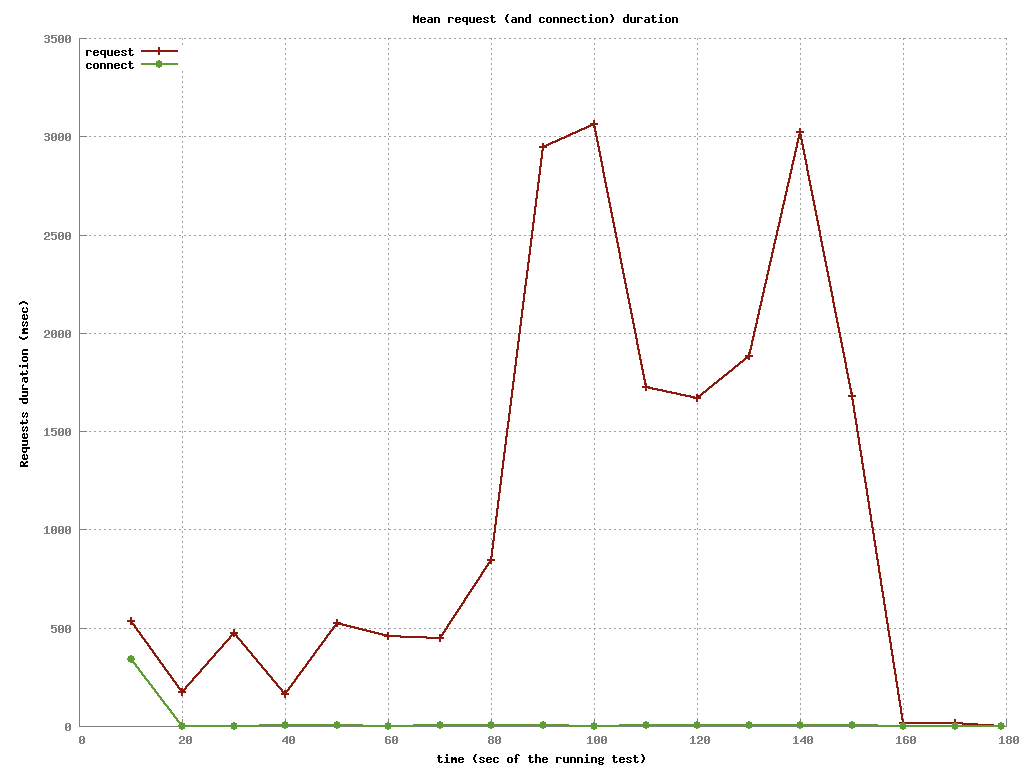 Mean request (and connection) duration
3500
request
connect
3000
2500
2000
Requests duration (msec)
1500
1000
500
0
0 20 40 60 80 100 120 140 160 180
time (sec of the running test)